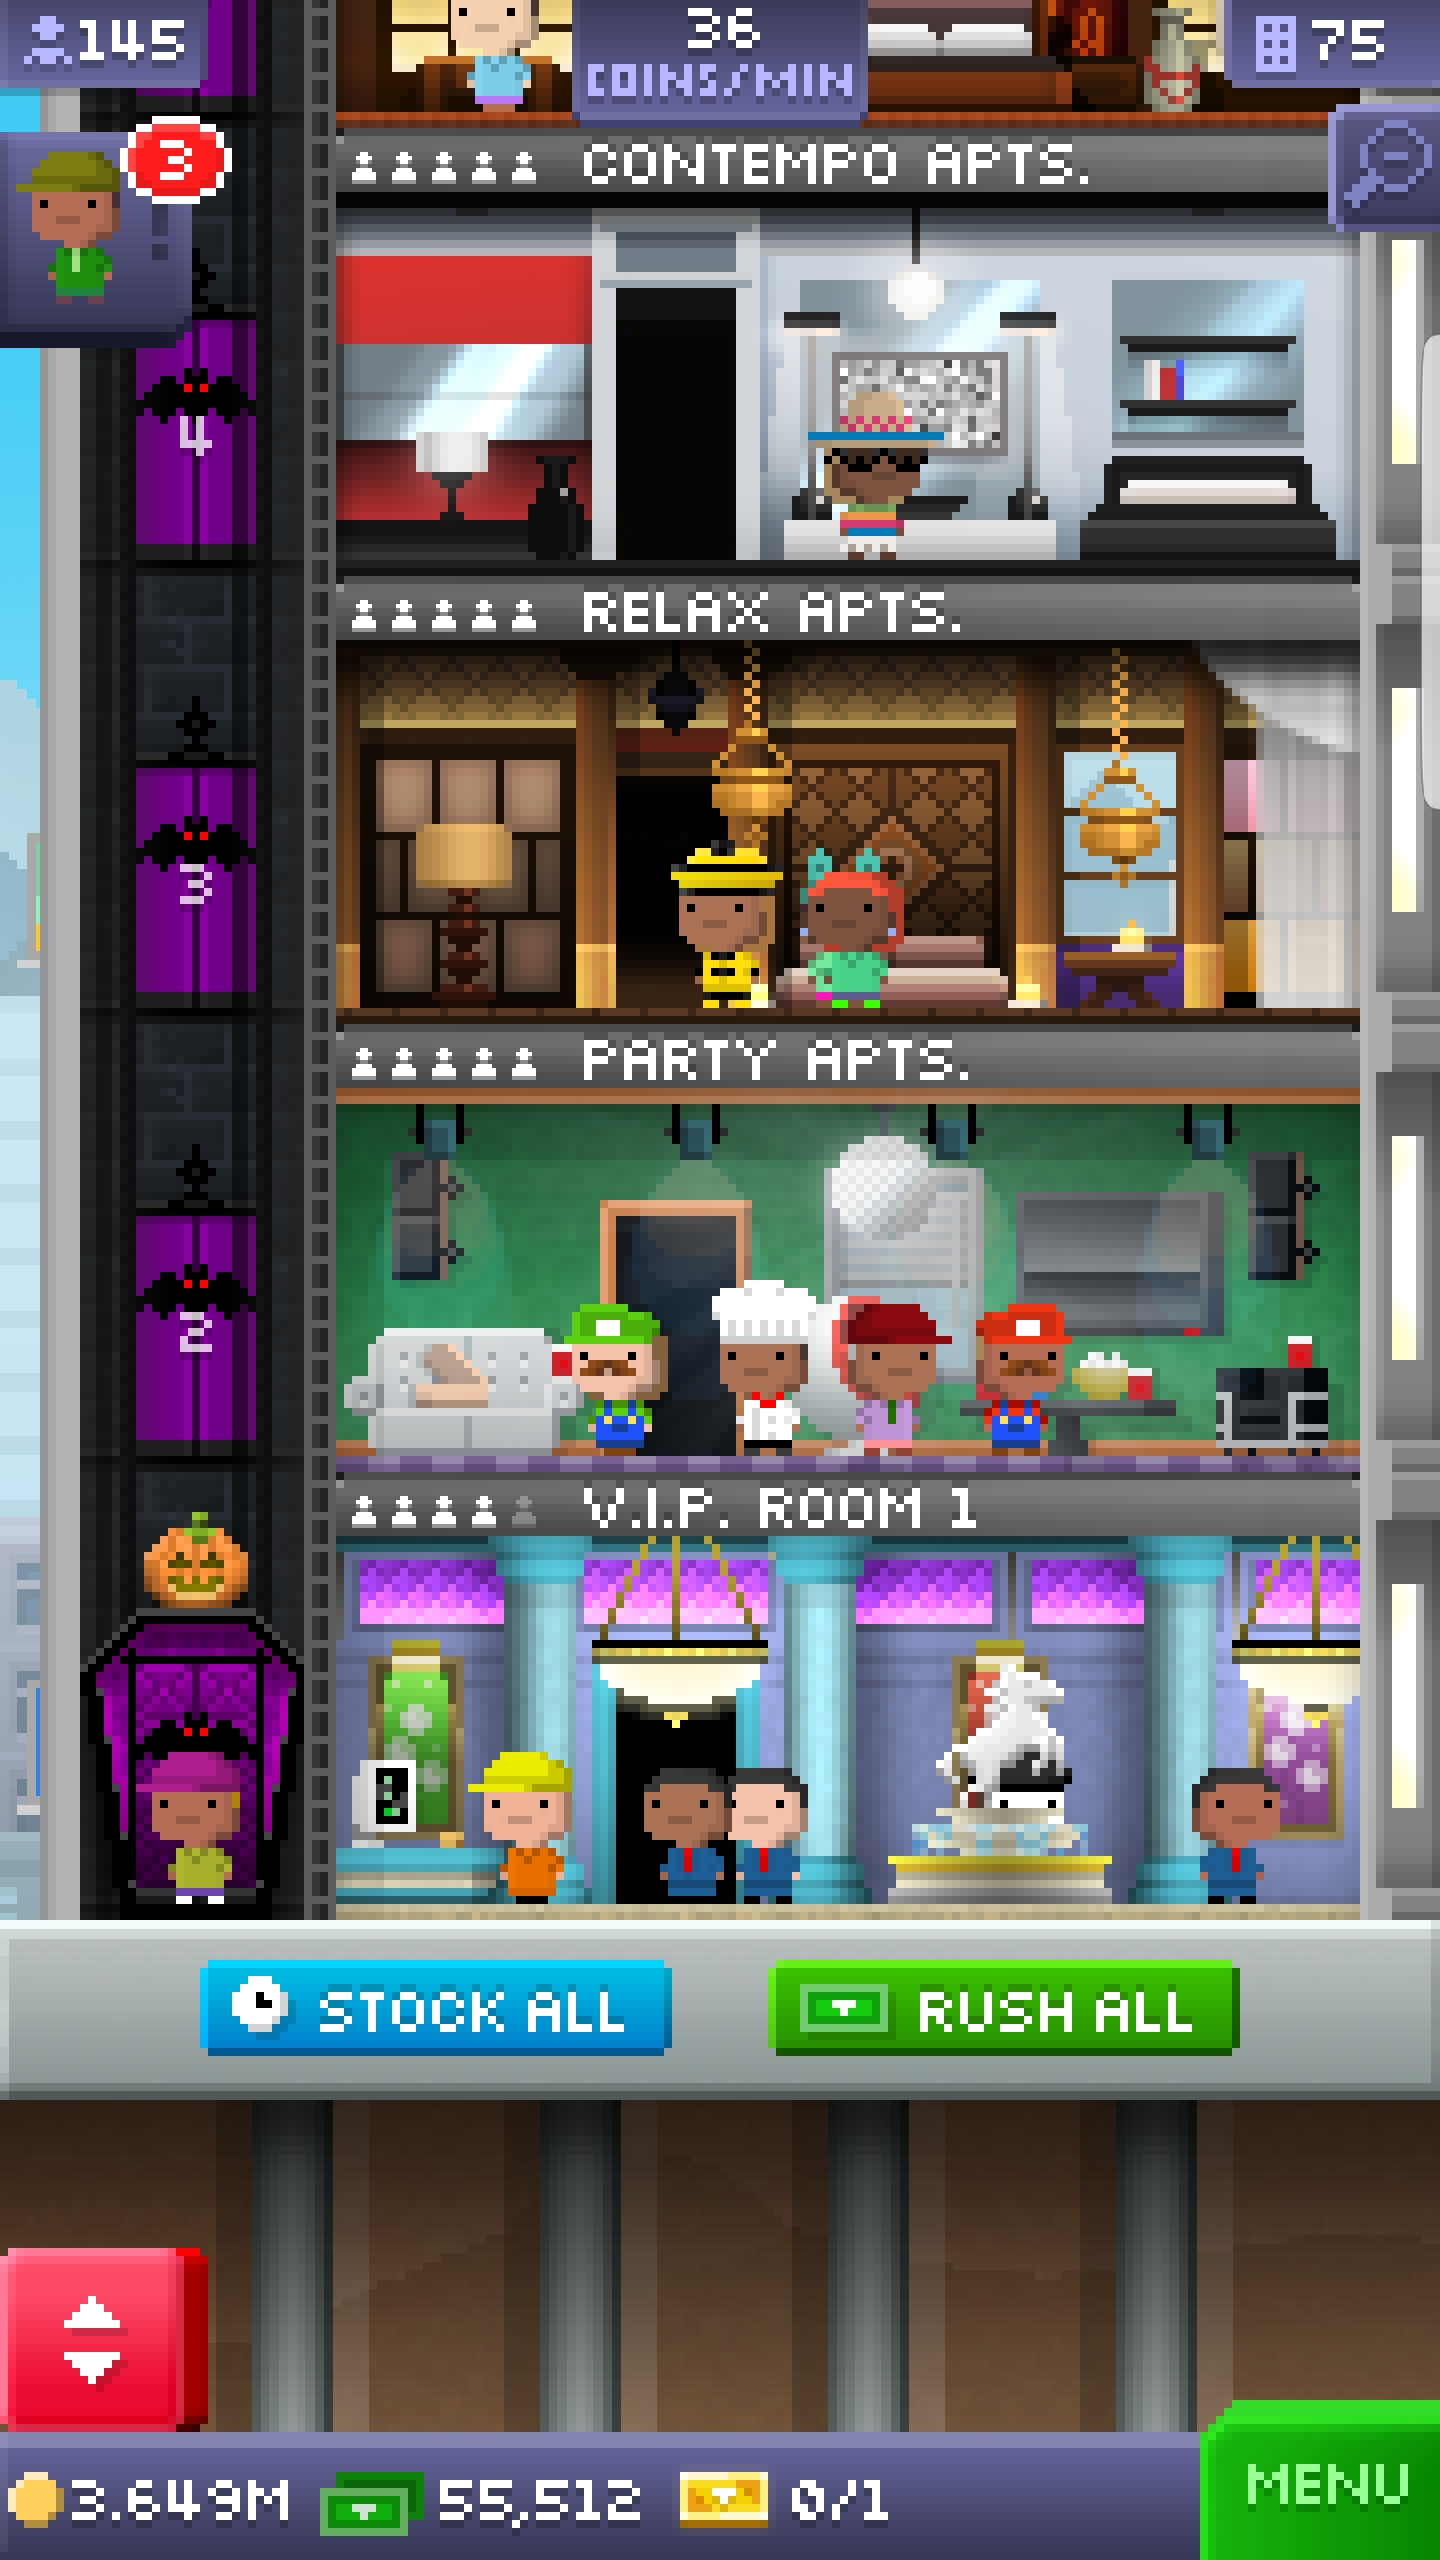 145
36
COINS/MIN
75
3
CONTEMPO APTS.
4
RELAX APTS.
3
PARTY APTS.
2
V.I.P. ROOM 1
STOCK ALL
RUSH ALL
3.649M
55,512
0/1
MENU